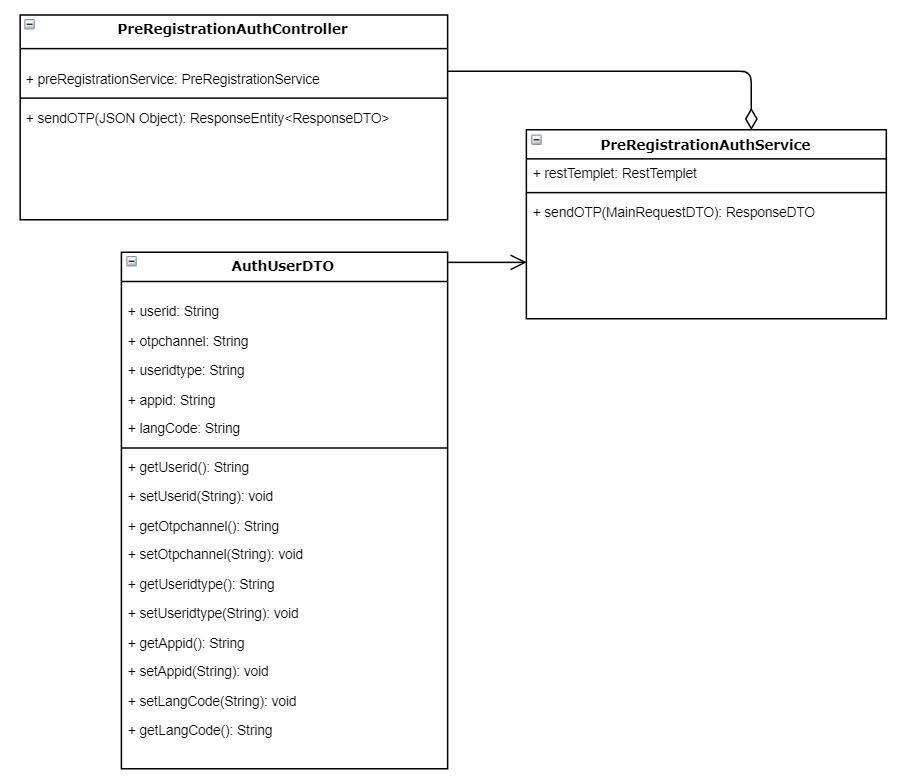 PreRegistrationAuthController
+ preRegistrationService: PreRegistrationService
+ sendOTP(JSON Object): ResponseEntity<ResponseDTO>
PreRegistrationAuthService
+ restTemplet: RestTemplet
+ sendOTP(MainRequestDTO): ResponseDTO
AuthUserDTO
+ userid: String
+ otpchannel: String
+ useridtype: String
+ appid: String
+ langCode: String
+ getUserid(): String
+ setUserid(String): void
+ getOtpchannel(): String
+ setOtpchannel(String): void
+ getUseridtype(): String
+ setUseridtype(String): void
+ getAppid(): String
+ setAppid(String): void
+ setLangCode(String): void
+ getLangCode(): String